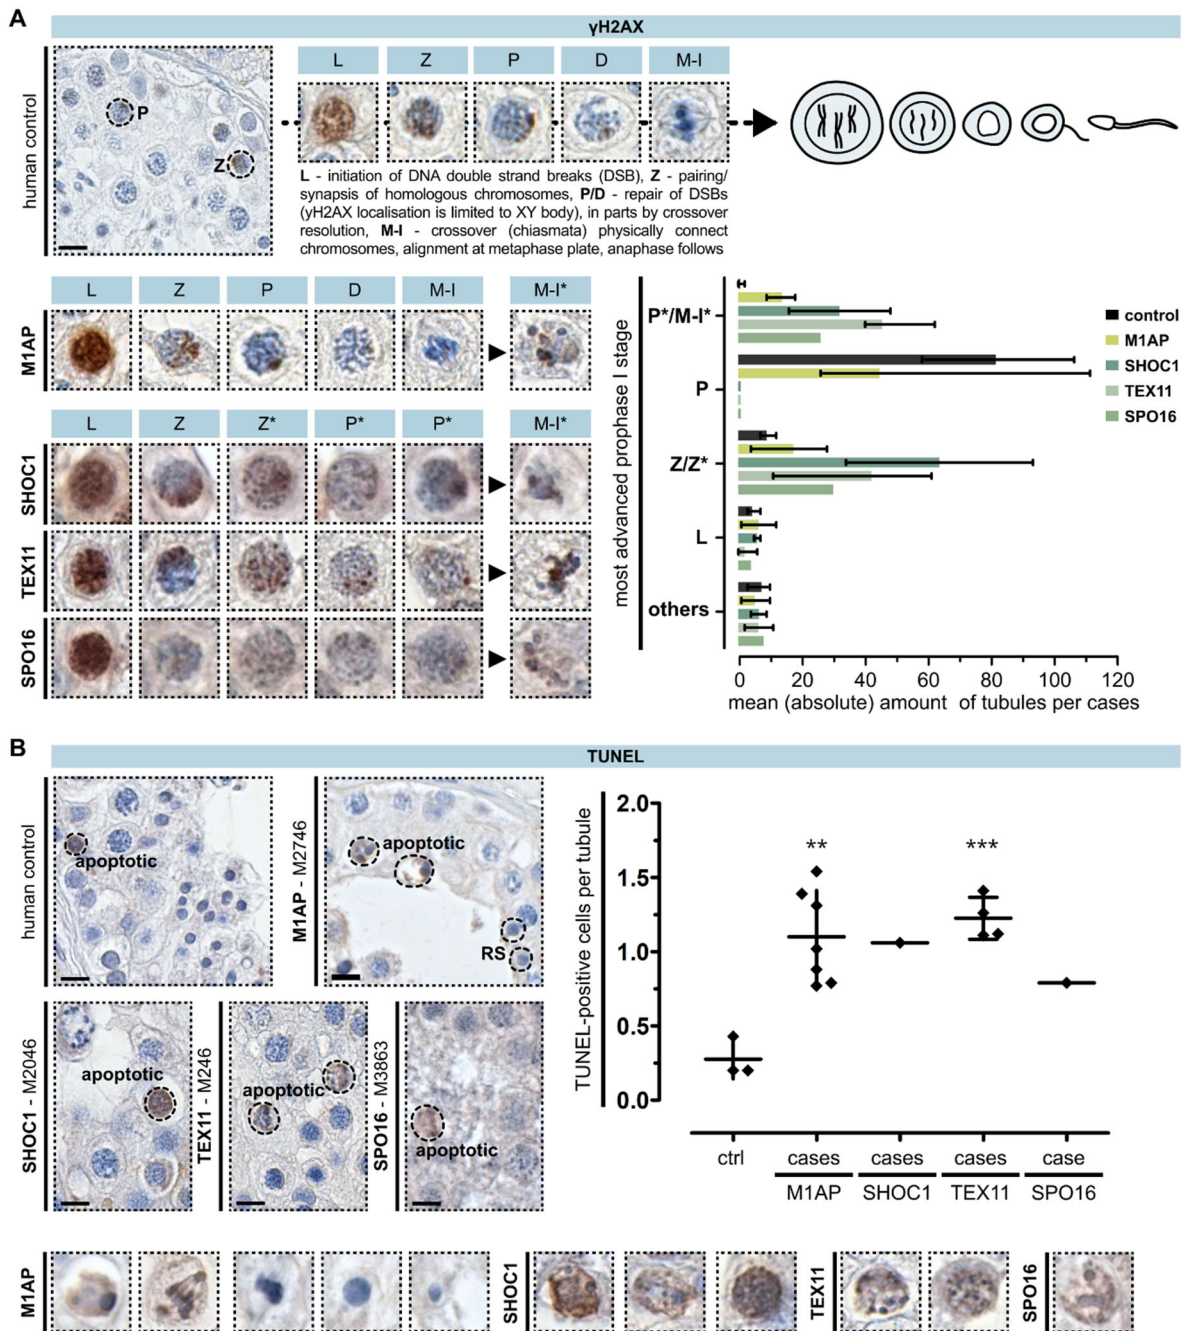 A
γH2AX
human control
P
Z
L Z P D M-I
L - initiation of DNA double strand breaks (DSB), Z - pairing/
synapsis of homologous chromosomes, P/D - repair of DSBs
(γH2AX localisation is limited to XY body), in parts by crossover
resolution, M-I - crossover (chiasmata) physically connect
chromosomes, alignment at metaphase plate, anaphase follows
L Z P D M-I M-I*
M1AP
L Z Z* P* P* M-I*
SHOC1
TEX11
SPO16
most advanced prophase I stage
P*/M-I*
P
Z/Z*
L
others
control
M1AP
SHOC1
TEX11
SPO16
0 20 40 60 80 100 120
mean (absolute) amount of tubules per cases
B
TUNEL
human control
apoptotic
M1AP - M2746
apoptotic
RS
SHOC1 - M2046
apoptotic
TEX11 - M246
apoptotic
SPO16 - M3863
apoptotic
TUNEL-positive cells per tubule
2.0
1.5
1.0
0.5
0.0
** ***
ctrl cases cases cases case
M1AP SHOC1 TEX11 SPO16
M1AP
SHOC1
TEX11
SPO16